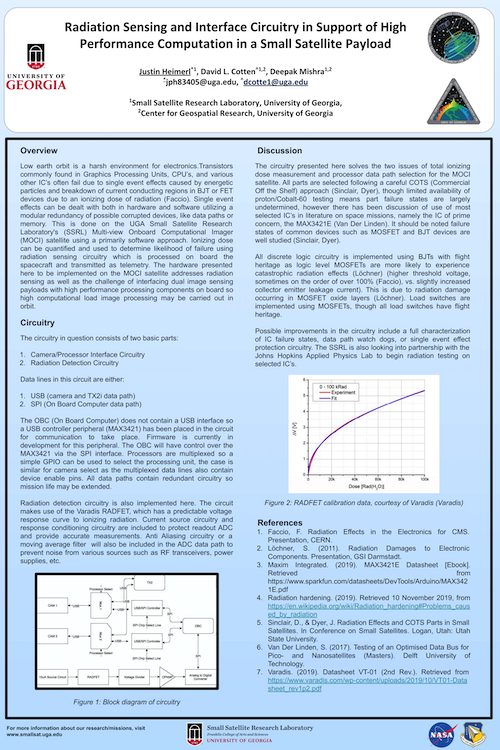 Radiation Sensing and Interface Circuitry in Support of High
Performance Computation in a Small Satellite Payload
UNIVERSITY OF
GEORGIA
Justin Heimerl*1, David L. Cotten^1,2, Deepak Mishra1,2
*jph83405@uga.edu, ^dcotte1@uga.edu
1Small Satellite Research Laboratory, University of Georgia,
2Center for Geospatial Research, University of Georgia
Overview
Low earth orbit is a harsh environment for electronics.Transistors
commonly found in Graphics Processing Units, CPU's, and various
other IC's often fail due to single event effects caused by energetic
particles and breakdown of current conducting regions in BJT or FET
devices due to an ionizing dose of radiation (Faccio). Single event
effects can be dealt with both in hardware and software utilizing a
modular redundancy of possible corrupted devices, like data paths or
memory. This is done on the UGA Small Satellite Research
Laboratory's (SSRL) Multi-view Onboard Computational Imager
(MOCI) satellite using a primarily software approach. Ionizing dose
can be quantified and used to determine likelihood of failure using
radiation sensing circuitry which is processed on board the
spacecraft and transmitted as telemetry. The hardware presented
here to be implemented on the MOCI satellite addresses radiation
sensing as well as the challenge of interfacing dual image sensing
payloads with high performance processing components on board so
high computational load image processing may be carried out in
orbit.
Circuitry
The circuitry in question consists of two basic parts:
1. Camera/Processor Interface Circuitry
2. Radiation Detection Circuitry
Data lines in this circuit are either:
1. USB (camera and TX2i data path)
2. SPI (On Board Computer data path)
The OBC (On Board Computer) does not contain a USB interface so
a USB controller peripheral (MAX3421) has been placed in the circuit
for communication to take place. Firmware is currently in
development for this peripheral. The OBC will have control over the
MAX3421 via the SPI interface. Processors are multiplexed so a
simple GPIO can be used to select the processing unit, the case is
similar for camera select as the multiplexed data lines also contain
device enable pins. All data paths contain redundant circuitry so
mission life may be extended.
Radiation detection circuitry is also implemented here. The circuit
makes use of the Varadis RADFET, which has a predictable voltage
response curve to ionizing radiation. Current source circuitry and
response conditioning circuitry are included to protect readout ADC
and provide accurate measurements. Anti Aliasing circuitry or a
moving average filter will also be included in the ADC data path to
prevent noise from various sources such as RF transceivers, power
supplies, etc.
Processor Select
TX2i
USB
CAM 1
USB
USB/SPI Controller
SPI
SPI Chip Select Line
OBC
CAM 2
USB
USB/SPI Controller
SPI
Processor Select
SPI Chip Select Line
10uA Source Circuit
RADFET
Voltage Divider
OPAMP
Analog to Digital
Converter
Figure 1: Block diagram of circuitry
Discussion
The circuitry presented here solves the two issues of total ionizing
dose measurement and processor data path selection for the MOCI
satellite. All parts are selected following a careful COTS (Commercial
Off the Shelf) approach (Sinclair, Dyer), though limited availability of
proton/Cobalt-60 testing means part failure states are largely
undetermined, however there has been discussion of use of most
selected IC's in literature on space missions, namely the IC of prime
concern, the MAX3421E (Van Der Linden). It should be noted failure
states of common devices such as MOSFET and BJT devices are
well studied (Sinclair, Dyer).
All discrete logic circuitry is implemented using BJTs with flight
heritage as logic level MOSFETs are more likely to experience
catastrophic radiation effects (Löchner) (higher threshold voltage,
sometimes on the order of over 100% (Faccio), vs. slightly increased
collector emitter leakage current). This is due to radiation damage
occurring in MOSFET oxide layers (Löchner). Load switches are
implemented using MOSFETs, though all load switches have flight
heritage.
Possible improvements in the circuitry include a full characterization
of IC failure states, data path watch dogs, or single event effect
protection circuitry. The SSRL is also looking into partnership with the
Johns Hopkins Applied Physics Lab to begin radiation testing on
selected IC's.
0 - 100 kRad
Experiment
Fit
ΔV [V]
6
5
4
3
2
1
0
0 20k 40k 60k 80k 100k
Dose [Rad(H2O)]
Figure 2: RADFET calibration data, courtesy of Varadis (Varadis)
References
1. Faccio, F. Radiation Effects in the Electronics for CMS.
Presentation, CERN.
2. Löchner, S. (2011). Radiation Damages to Electronic
Components. Presentation, GSI Darmstadt.
3. Maxim Integrated. (2019). MAX3421E Datasheet [Ebook].
Retrieved from
https://www.sparkfun.com/datasheets/DevTools/Arduino/MAX342
1E.pdf
4. Radiation hardening. (2019). Retrieved 10 November 2019, from
https://en.wikipedia.org/wiki/Radiation_hardening#Problems_caus
ed_by_radiation
5. Sinclair, D., & Dyer, J. Radiation Effects and COTS Parts in Small
Satellites. In Conference on Small Satellites. Logan, Utah: Utah
State University.
6. Van Der Linden, S. (2017). Testing an Optimised Data Bus for
Pico- and Nanosatellites (Masters). Delft University of
Technology.
7. Varadis. (2019). Datasheet VT-01 (2nd Rev.). Retrieved from
https://www.varadis.com/wp-content/uploads/2019/10/VT01-Data
sheet_rev1p2.pdf
For more information about our research/missions, visit
www.smallsat.uga.edu
Small Satellite Research Laboratory
Franklin College of Arts and Sciences
UNIVERSITY OF GEORGIA
NASA